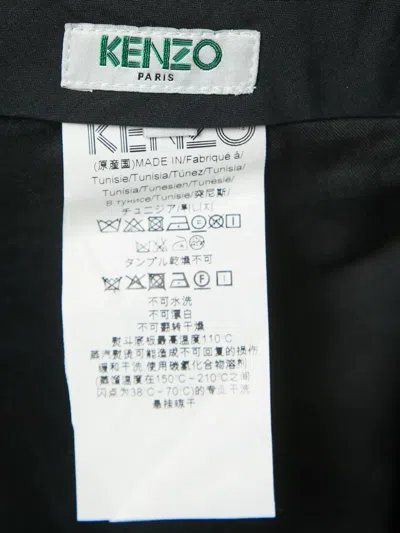 KENZO
PARIS
KENZO
(原産国)MADE IN/Fabriqué à/
Tunisie/Tunisia/Túnez/Tunisia/
Tunísia/Tunesien/Tunesië/
В тунисе/Tunisie/突尼斯/
チュニジア/튀니지
タンブル乾燥不可
不可水洗
不可漂白
不可翻转干燥
熨斗底板最高温度110℃
蒸汽熨烫可能造成不可回复的损伤
缓和干洗 使用碳氢化合物溶剂
(蒸馏温度在150℃－210℃之间
闪点为38℃－70℃)的专业干洗
悬挂晾干